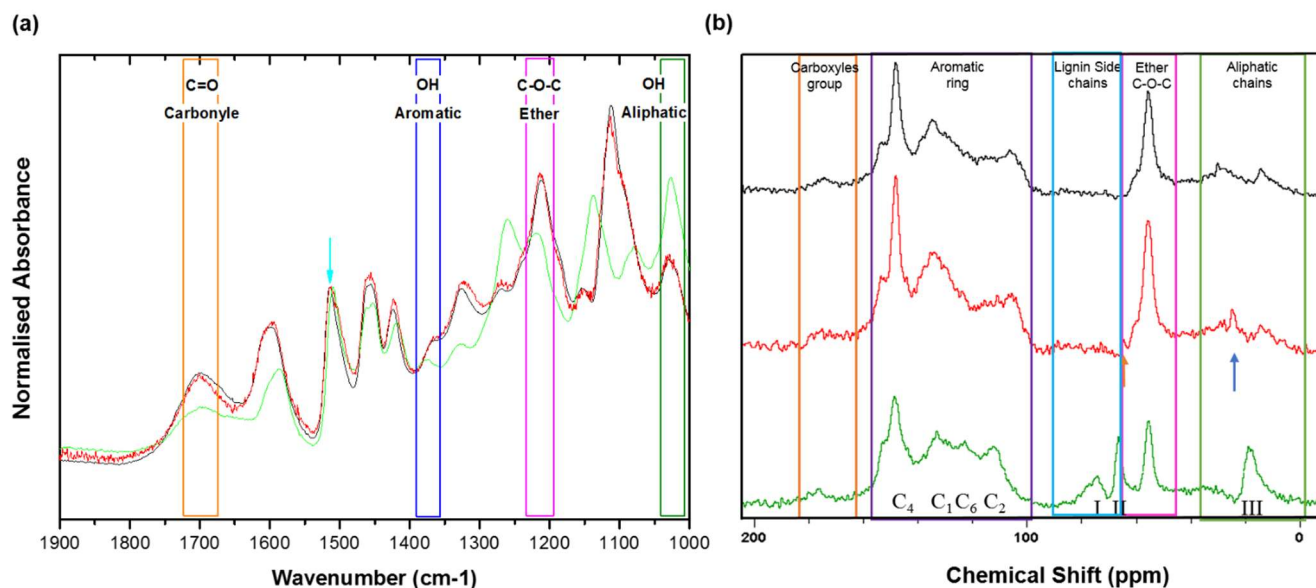 (a)
C=O
Carbonyle
OH
Aromatic
C-O-C
Ether
OH
Aliphatic
Normalised Absorbance
1900 1800 1700 1600 1500 1400 1300 1200 1100 1000
Wavenumber (cm-1)
(b)
Carboxyles
group
Aromatic
ring
Lignin Side
chains
Ether
C-O-C
Aliphatic
chains
C4 C1 C6 C2 I II III
200 100 0
Chemical Shift (ppm)